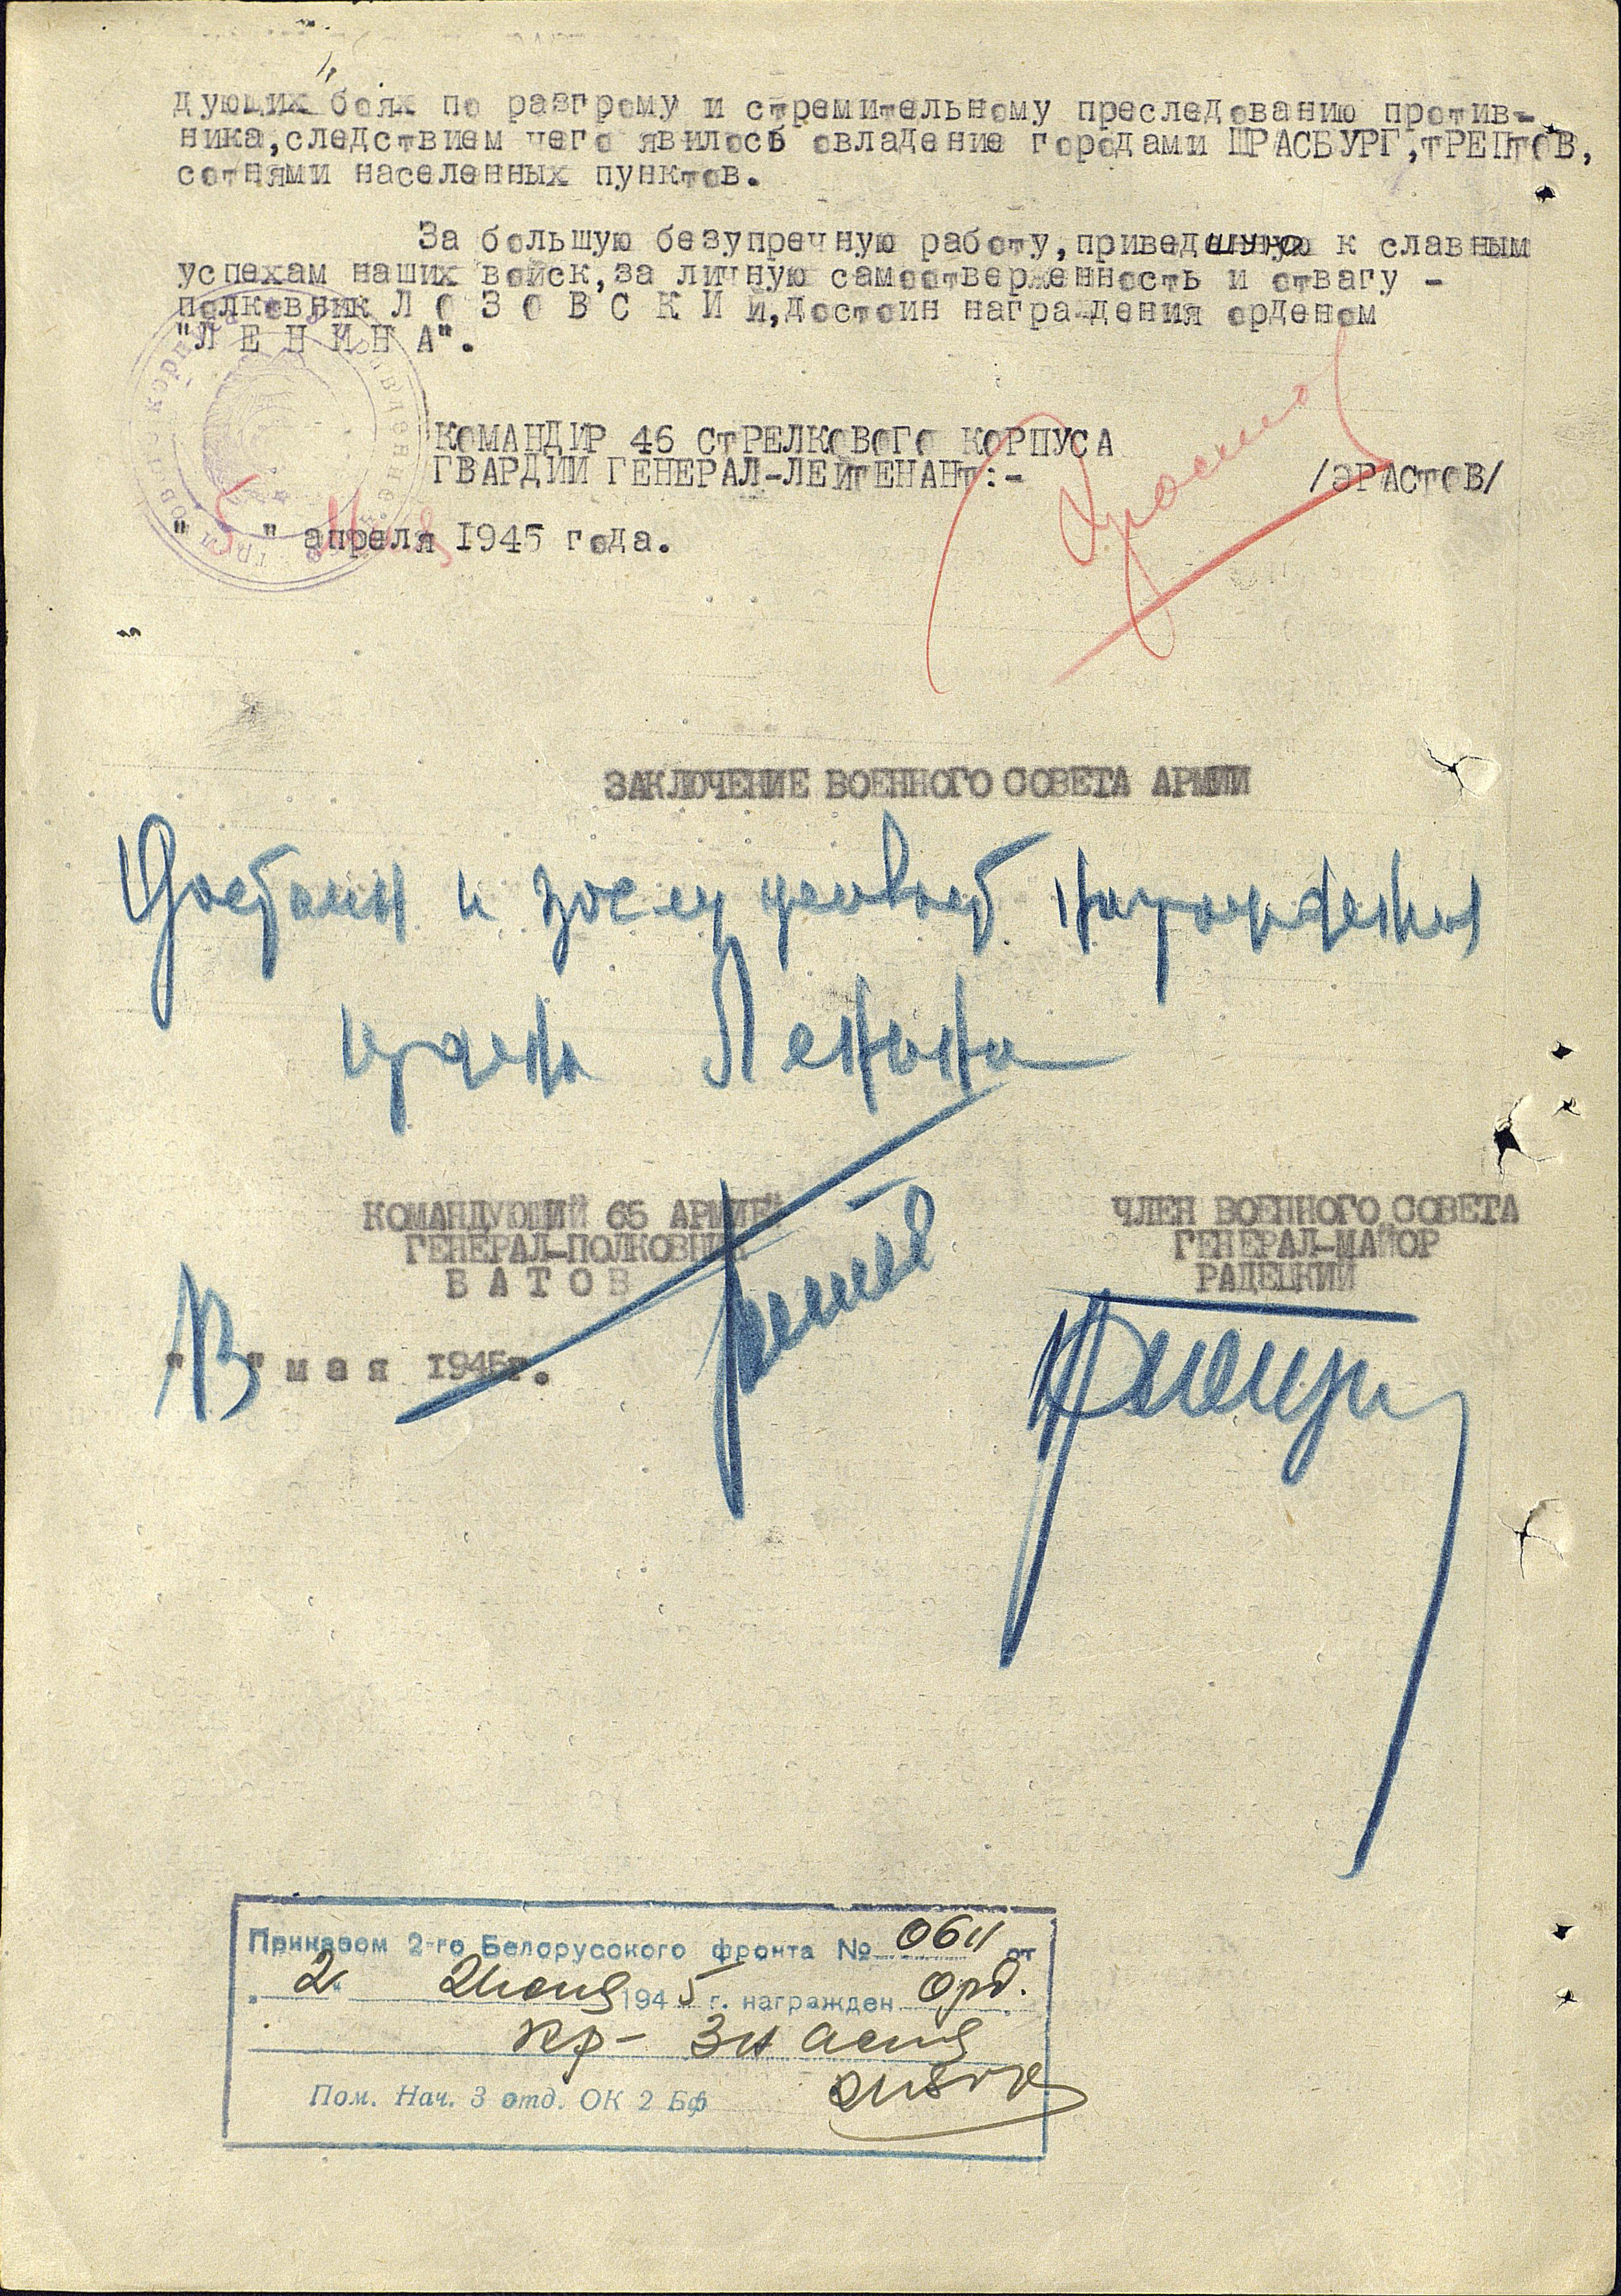 дующих боях по разгрому и стремительному преследованию против-
ника,следствием чего явилось овладение городами ШРАСБУРГ,ТРЕПТОВ,
сотнями населенных пунктов.
За большую безупречную работу,приведшую к славным
успехам наших войск,за личную самоотверженность и отвагу -
полковник Л О З О В С К И Й,достоин награждения орденом
"Л Е Н И Н А".
КОМАНДИР 46 СТРЕЛКОВОГО КОРПУСА
ГВАРДИИ ГЕНЕРАЛ-ЛЕЙТЕНАНТ:-
/ЭРАСТОВ/
"5" апреля Мая 1945 года.
ЗАКЛЮЧЕНИЕ ВОЕННОГО СОВЕТА АРМИИ
Достоин и заслуживает награждения
ордена Ленина
КОМАНДУЮЩИЙ 65 АРМИЕЙ
ГЕНЕРАЛ-ПОЛКОВНИК
Б А Т О В
ЧЛЕН ВОЕННОГО СОВЕТА
ГЕНЕРАЛ-МАЙОР
РАДЕЦКИЙ
"13" м а я 1945г.
Приказом 2-го Белорусского фронта № 0611 от
"2" Июня 1945 г. награжден Орд.
Кр- Знамя
Пом. Нач. 3 отд. ОК 2 Бф